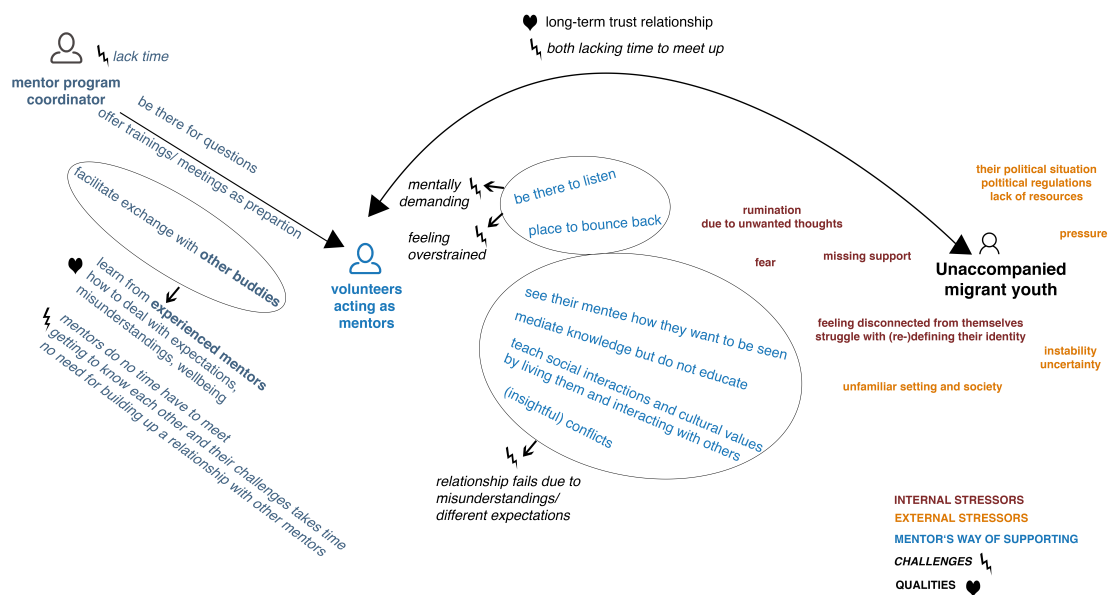 long-term trust relationship
both lacking time to meet up
lack time
mentor program
coordinator
be there for questions
offer trainings/ meetings as prepartion
facilitate exchange with other buddies
learn from experienced mentors
how to deal with expectations,
misunderstandings, wellbeing
mentors do no time have to meet
getting to know each other and their challenges takes time
no need for building up a relationship with other mentors
volunteers
acting as
mentors
mentally
demanding
feeling
overstrained
be there to listen
place to bounce back
see their mentee how they want to be seen
mediate knowledge but do not educate
teach social interactions and cultural values
by living them and interacting with others
(insightful) conflicts
relationship fails due to
misunderstandings/
different expectations
rumination
due to unwanted thoughts
fear
missing support
their political situation
polititical regulations
lack of resources
pressure
Unaccompanied
migrant youth
feeling disconnected from themselves
struggle with (re-)defining their identity
instability
uncertainty
unfamiliar setting and society
INTERNAL STRESSORS
EXTERNAL STRESSORS
MENTOR'S WAY OF SUPPORTING
CHALLENGES
QUALITIES